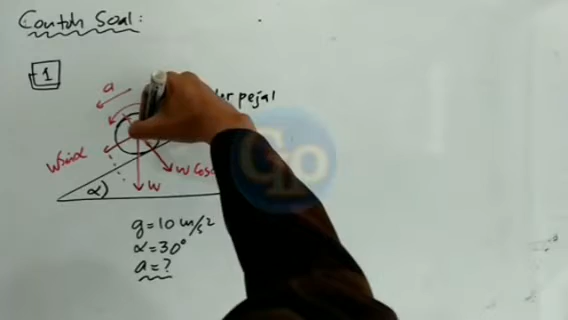 Contoh Soal:
1
a
pejal
W sin α
W Cos
α
W
g = 10 m/s²
α = 30°
a = ?